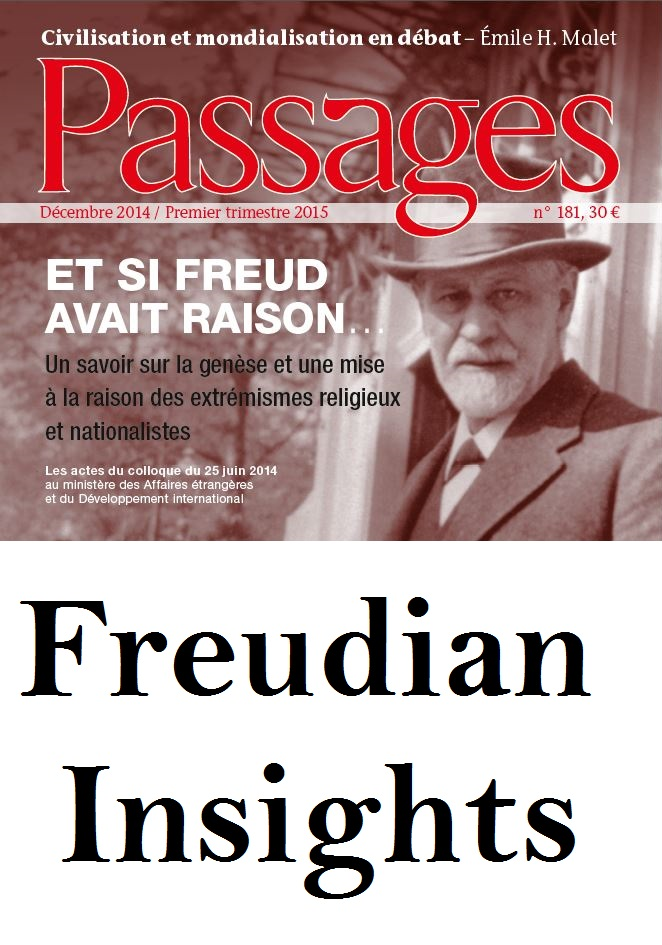 Civilisation et mondialisation en débat – Émile H. Malet
Passages
Décembre 2014 / Premier trimestre 2015 n° 181, 30 €
ET SI FREUD
AVAIT RAISON...
Un savoir sur la genèse et une mise
à la raison des extrémismes religieux
et nationalistes
Les actes du colloque du 25 juin 2014
au ministère des Affaires étrangères
et du Développement international
Freudian
Insights